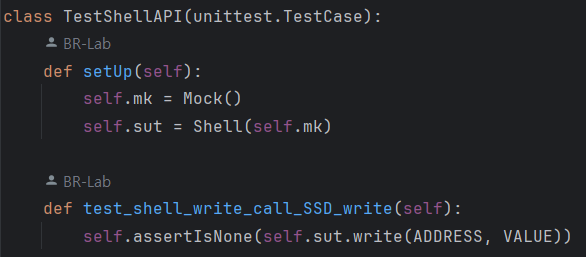 class TestShellAPI(unittest.TestCase):
BR-Lab
    def setUp(self):
        self.mk = Mock()
        self.sut = Shell(self.mk)
BR-Lab
    def test_shell_write_call_SSD_write(self):
        self.assertIsNone(self.sut.write(ADDRESS, VALUE))